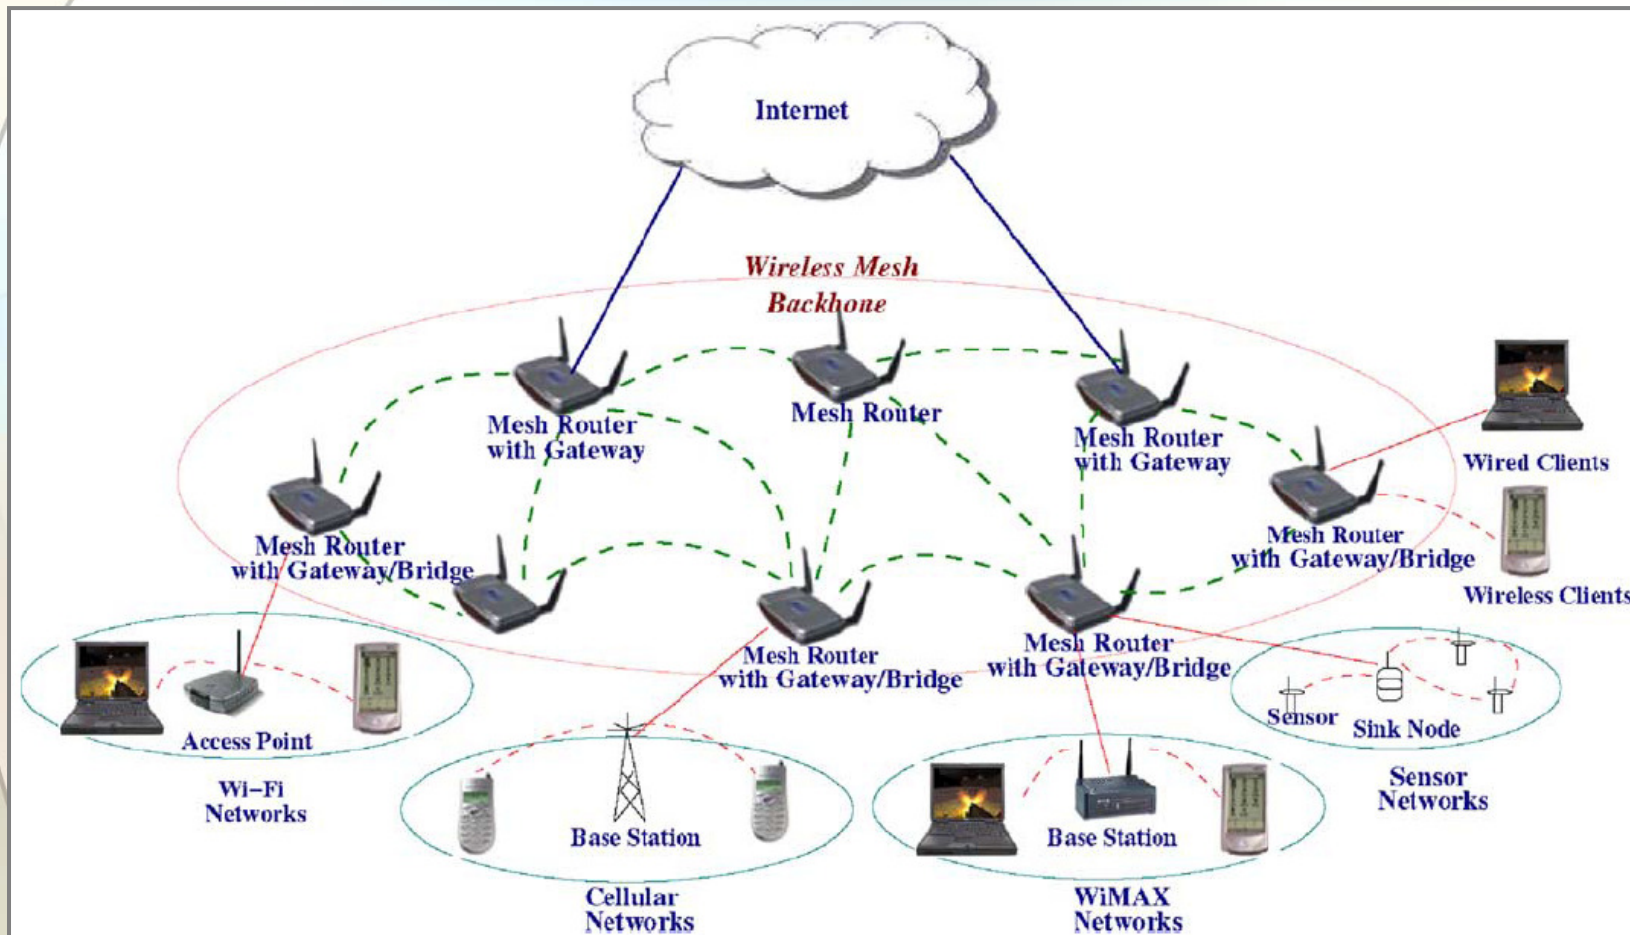 Internet
Wireless Mesh
Backbone
Mesh Router
with Gateway
Mesh Router
Mesh Router
with Gateway
Wired Clients
Mesh Router
with Gateway/Bridge
Mesh Router
with Gateway/Bridge
Wireless Clients
Mesh Router
with Gateway/Bridge
Mesh Router
with Gateway/Bridge
Access Point
Wi-Fi
Networks
Base Station
Cellular
Networks
Base Station
WiMAX
Networks
Sensor
Sink Node
Sensor
Networks